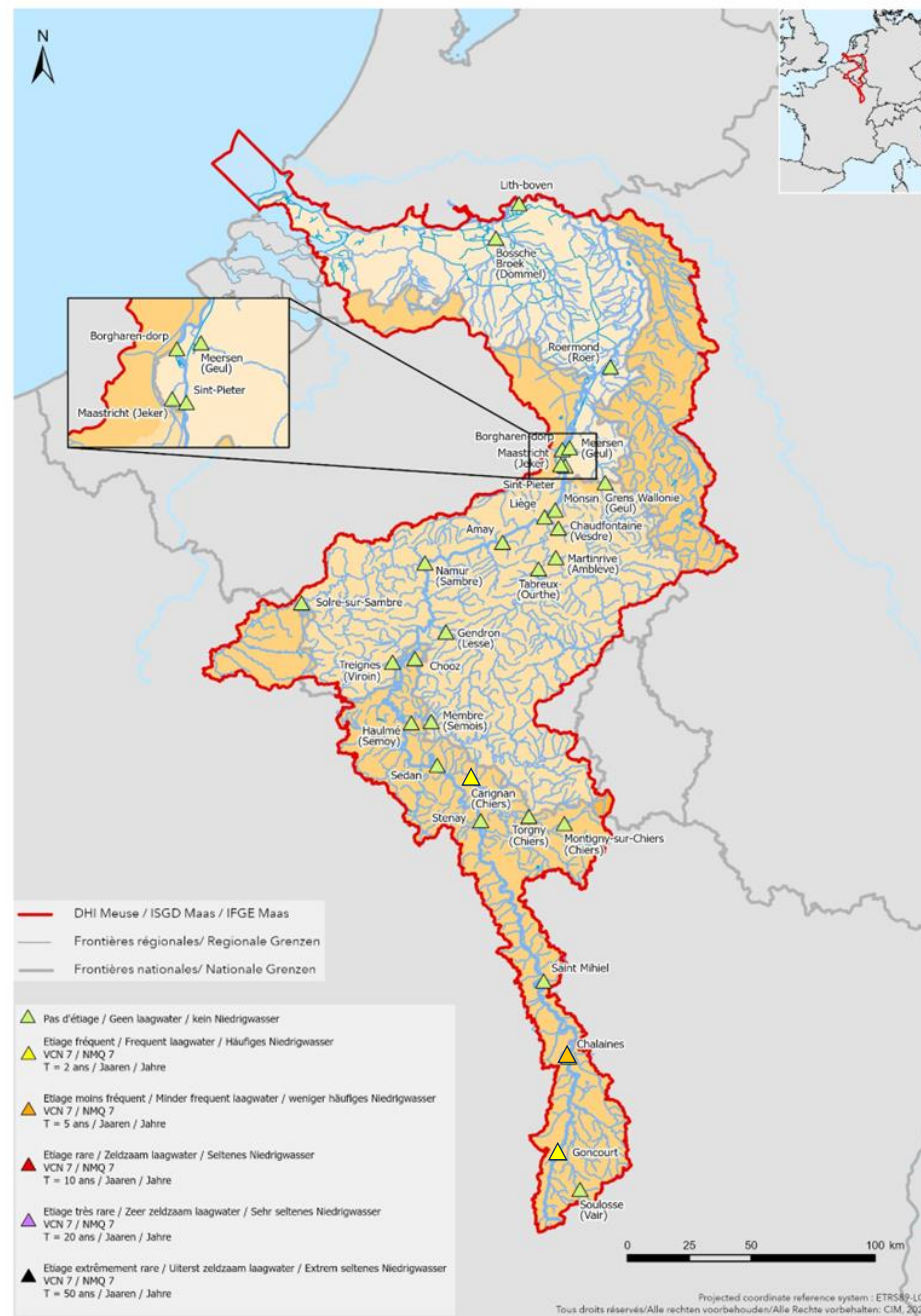 N
Lith-boven
Bossche
Broek
(Dommel)
Roermond
(Roer)
Borgharen-dorp
Meersen
(Geul)
Sint-Pieter
Maastricht (Jeker)
Borgharen-dorp
Maastricht
(Jeker)
Meersen
(Geul)
Sint-Pieter
Monsin
Grens Wallonie
(Geul)
Liège
Chaudfontaine
(Vesdre)
Amay
Martinrive
(Amblève)
Namur
(Sambre)
Tabreux
(Ourthe)
Solre-sur-Sambre
Gendron
(Lesse)
Treignes
(Viroin)
Chooz
Membre
(Semois)
Haulmé
(Semoy)
Sedan
Carignan
(Chiers)
Stenay
Torgny
(Chiers)
Montigny-sur-Chiers
(Chiers)
Saint Mihiel
Chalaines
Goncourt
Soulosse
(Vair)
DHI Meuse / ISGD Maas / IFGE Maas
Frontières régionales/ Regionale Grenzen
Frontières nationales/ Nationale Grenzen
Pas d'étiage / Geen laagwater / kein Niedrigwasser
Etiage fréquent / Frequent laagwater / Häufiges Niedrigwasser
VCN 7 / NMQ 7
T = 2 ans / Jaaren / Jahre
Etiage moins fréquent / Minder frequent laagwater / weniger häufiges Niedrigwasser
VCN 7 / NMQ 7
T = 5 ans / Jaaren / Jahre
Etiage rare / Zeldzaam laagwater / Seltenes Niedrigwasser
VCN 7 / NMQ 7
T = 10 ans / Jaaren / Jahre
Etiage très rare / Zeer zeldzaam laagwater / Sehr seltenes Niedrigwasser
VCN 7 / NMQ 7
T = 20 ans / Jaaren / Jahre
Etiage extrêmement rare / Uiterst zeldzaam laagwater / Extrem seltenes Niedrigwasser
VCN 7 / NMQ 7
T = 50 ans / Jaaren / Jahre
0 25 50 100 km
Projected coordinate reference system : ETRS89-L
Tous droits réservés/Alle rechten voorbehouden/Alle Rechte vorbehalten: CIM,